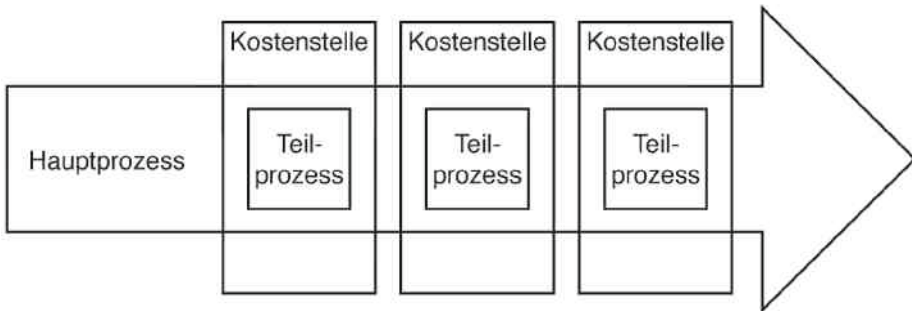 Kostenstelle
Kostenstelle
Kostenstelle
Hauptprozess
Teil-
prozess
Teil-
prozess
Teil-
prozess